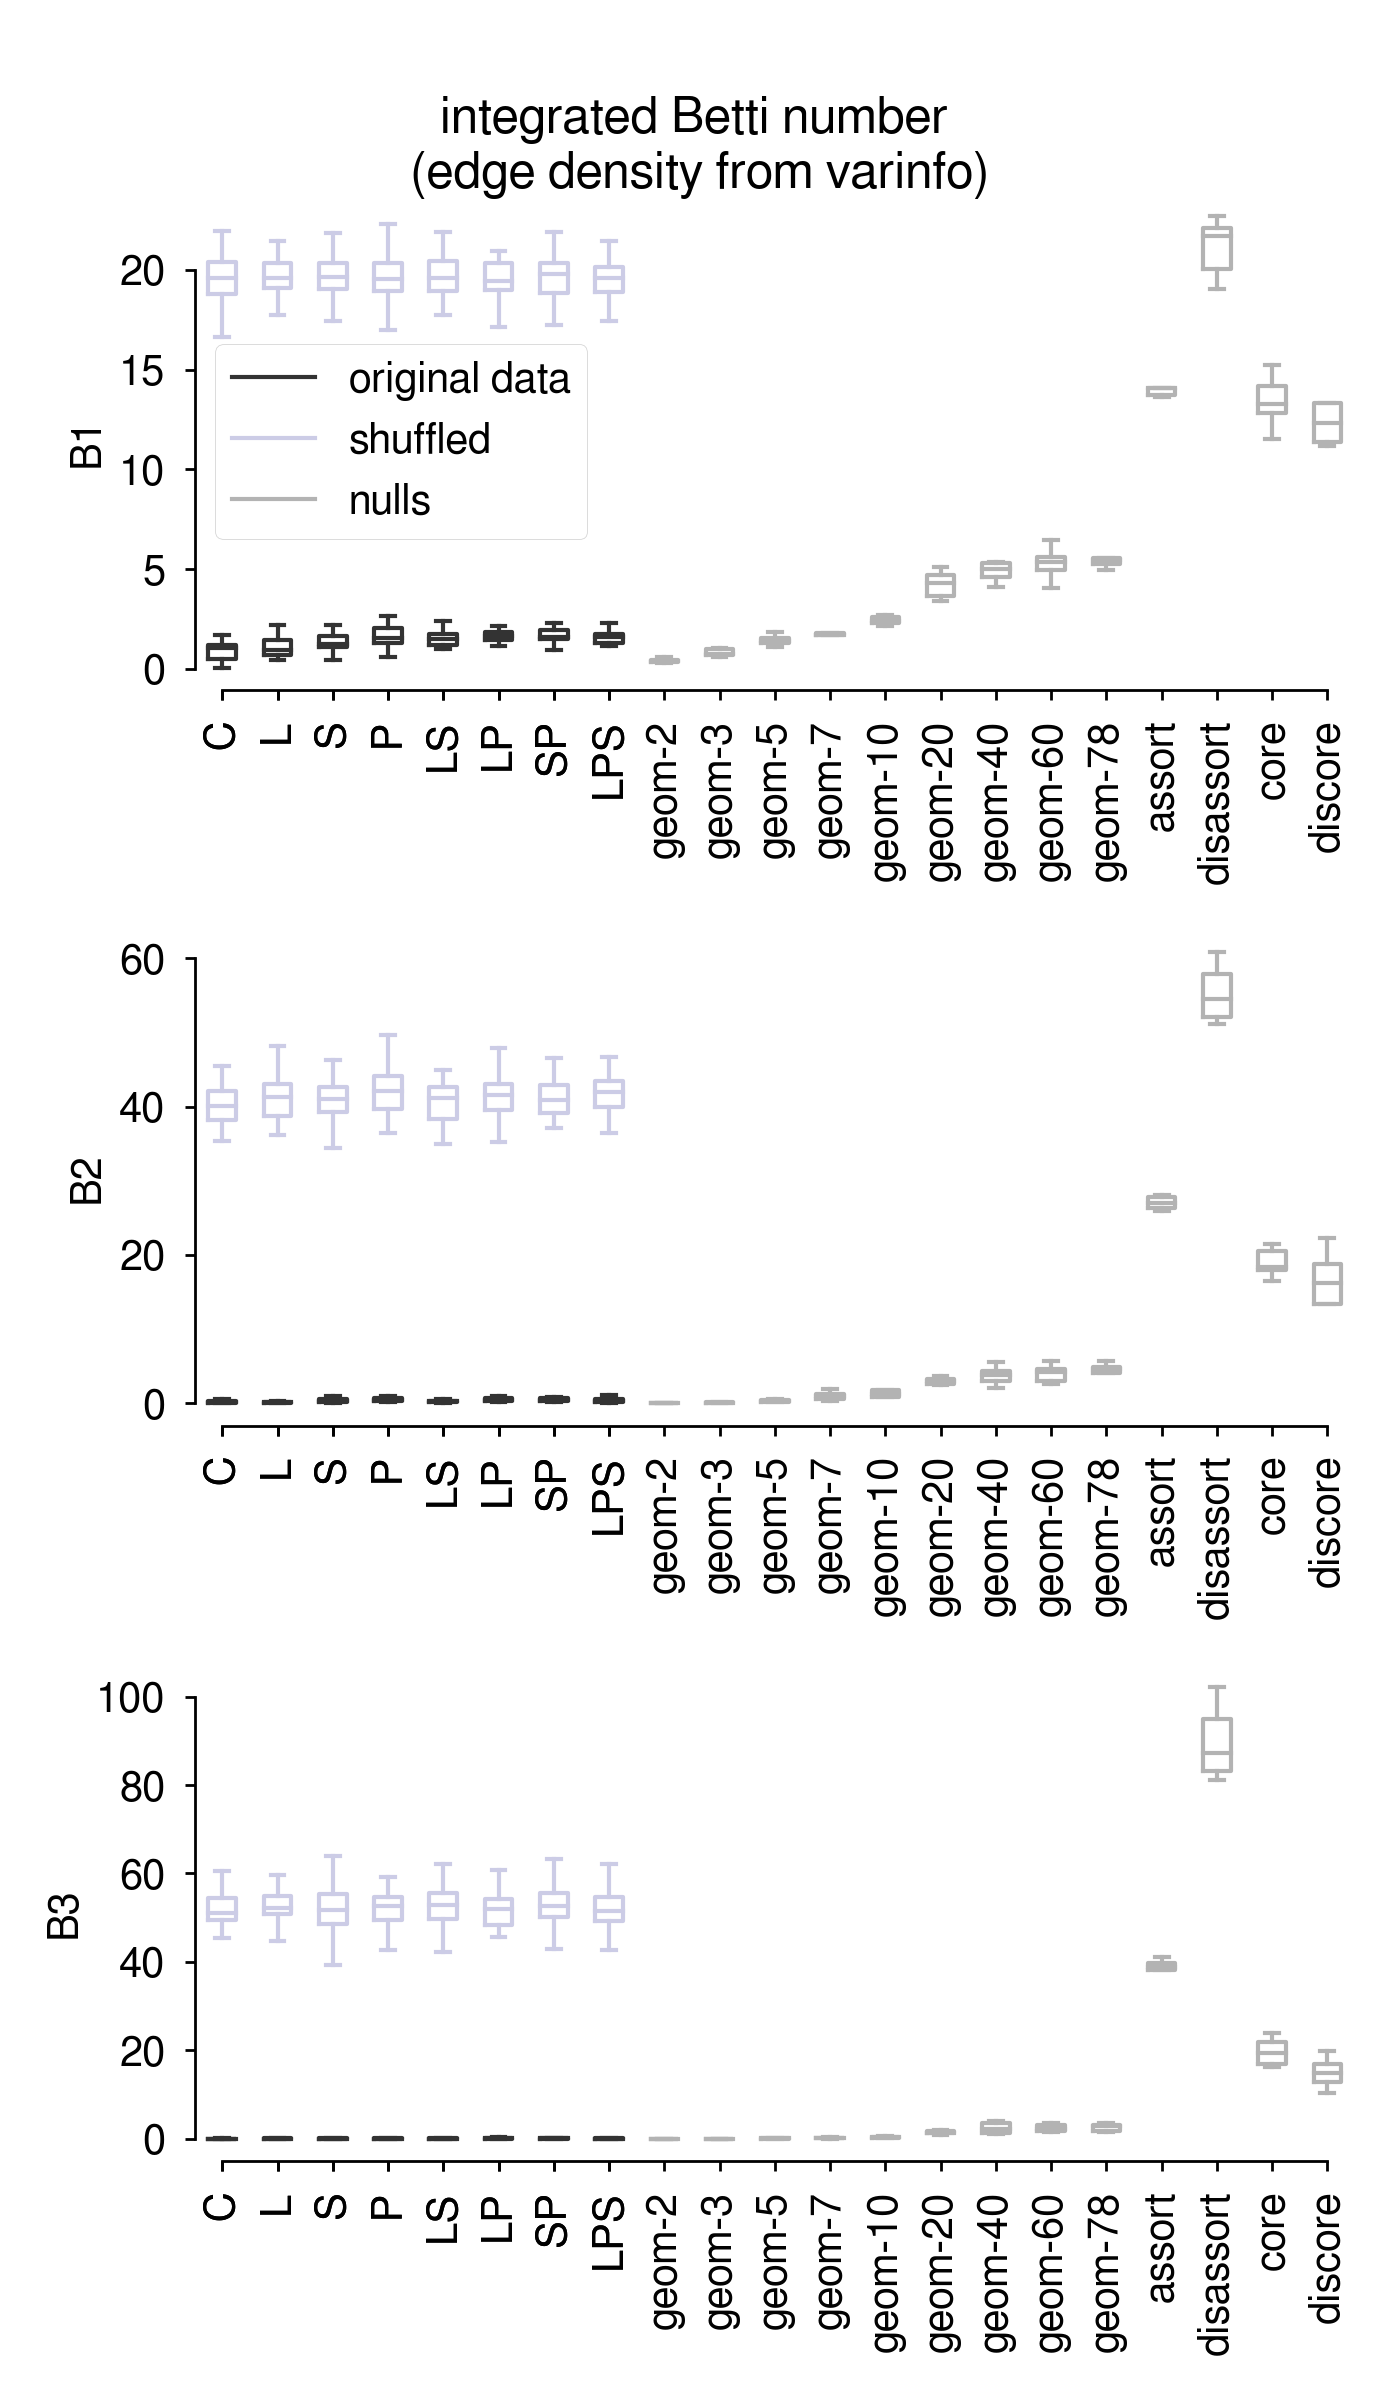 integrated Betti number
(edge density from varinfo)
20
15
10
5
0
B1
original data
shuffled
nulls
C
L
S
P
LS
LP
SP
LPS
geom-2
geom-3
geom-5
geom-7
geom-10
geom-20
geom-40
geom-60
geom-78
assort
disassort
core
discore
60
40
20
0
B2
C
L
S
P
LS
LP
SP
LPS
geom-2
geom-3
geom-5
geom-7
geom-10
geom-20
geom-40
geom-60
geom-78
assort
disassort
core
discore
100
80
60
40
20
0
B3
C
L
S
P
LS
LP
SP
LPS
geom-2
geom-3
geom-5
geom-7
geom-10
geom-20
geom-40
geom-60
geom-78
assort
disassort
core
discore